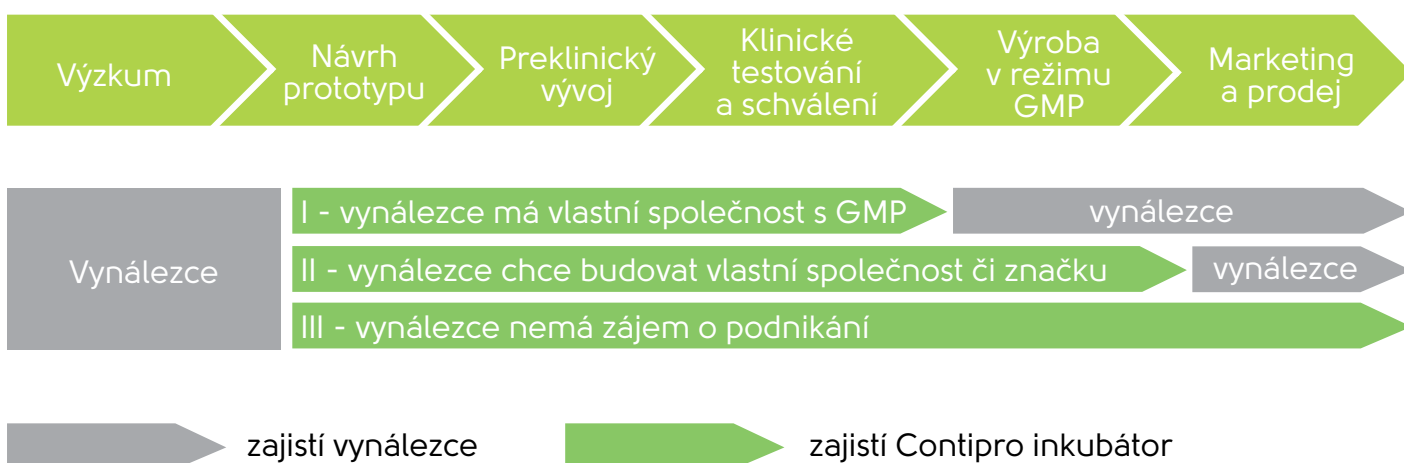 Výzkum
Návrh
prototypu
Preklinický
vývoj
Klinické
testování
a schválení
Výroba
v režimu
GMP
Marketing
a prodej
Vynálezce
I - vynálezce má vlastní společnost s GMP
vynálezce
II - vynálezce chce budovat vlastní společnost či značku
vynálezce
III - vynálezce nemá zájem o podnikání
zajistí vynálezce
zajistí Contipro inkubátor